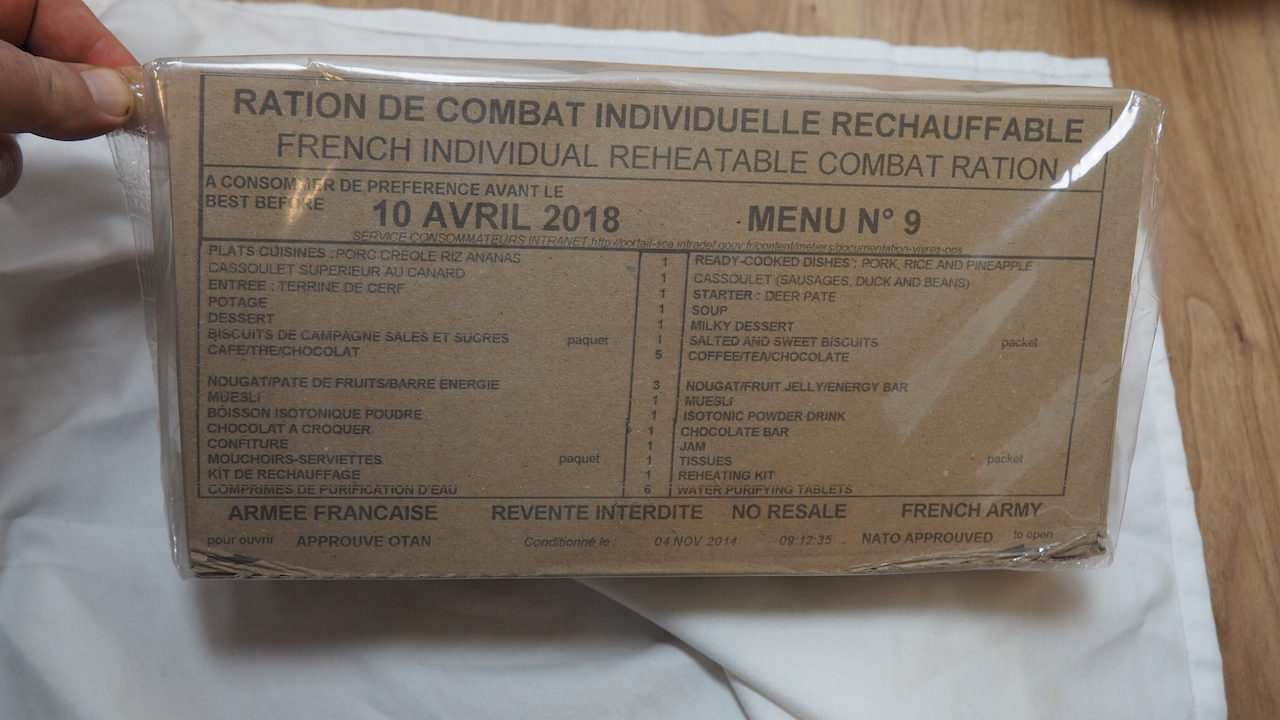 RATION DE COMBAT INDIVIDUELLE RECHAUFFABLE
FRENCH INDIVIDUAL REHEATABLE COMBAT RATION
A CONSOMMER DE PREFERENCE AVANT LE
BEST BEFORE 10 AVRIL 2018 MENU N° 9
SERVICE CONSOMMATEURS INTRANET http://portail-sca.intradef.gouv.fr/content/metiers/documentation-vivres-ops
PLATS CUISINES : PORC CREOLE RIZ ANANAS 1 READY-COOKED DISHES : PORK, RICE AND PINEAPPLE
CASSOULET SUPERIEUR AU CANARD 1 CASSOULET (SAUSAGES, DUCK AND BEANS)
ENTREE : TERRINE DE CERF 1 STARTER : DEER PATE
POTAGE 1 SOUP
DESSERT 1 MILKY DESSERT
BISCUITS DE CAMPAGNE SALES ET SUCRES paquet 1 SALTED AND SWEET BISCUITS packet
CAFE/THE/CHOCOLAT 5 COFFEE/TEA/CHOCOLATE
NOUGAT/PATE DE FRUITS/BARRE ENERGIE 3 NOUGAT/FRUIT JELLY/ENERGY BAR
MUESLI 1 MUESLI
BOISSON ISOTONIQUE POUDRE 1 ISOTONIC POWDER DRINK
CHOCOLAT A CROQUER 1 CHOCOLATE BAR
CONFITURE 1 JAM
MOUCHOIRS-SERVIETTES paquet 1 TISSUES packet
KIT DE RECHAUFFAGE 1 REHEATING KIT
COMPRIMES DE PURIFICATION D'EAU 6 WATER PURIFYING TABLETS
ARMEE FRANCAISE REVENTE INTERDITE NO RESALE FRENCH ARMY
pour ouvrir APPROUVE OTAN Conditionné le 04 NOV 2014 09:12:35 NATO APPROUVED to open